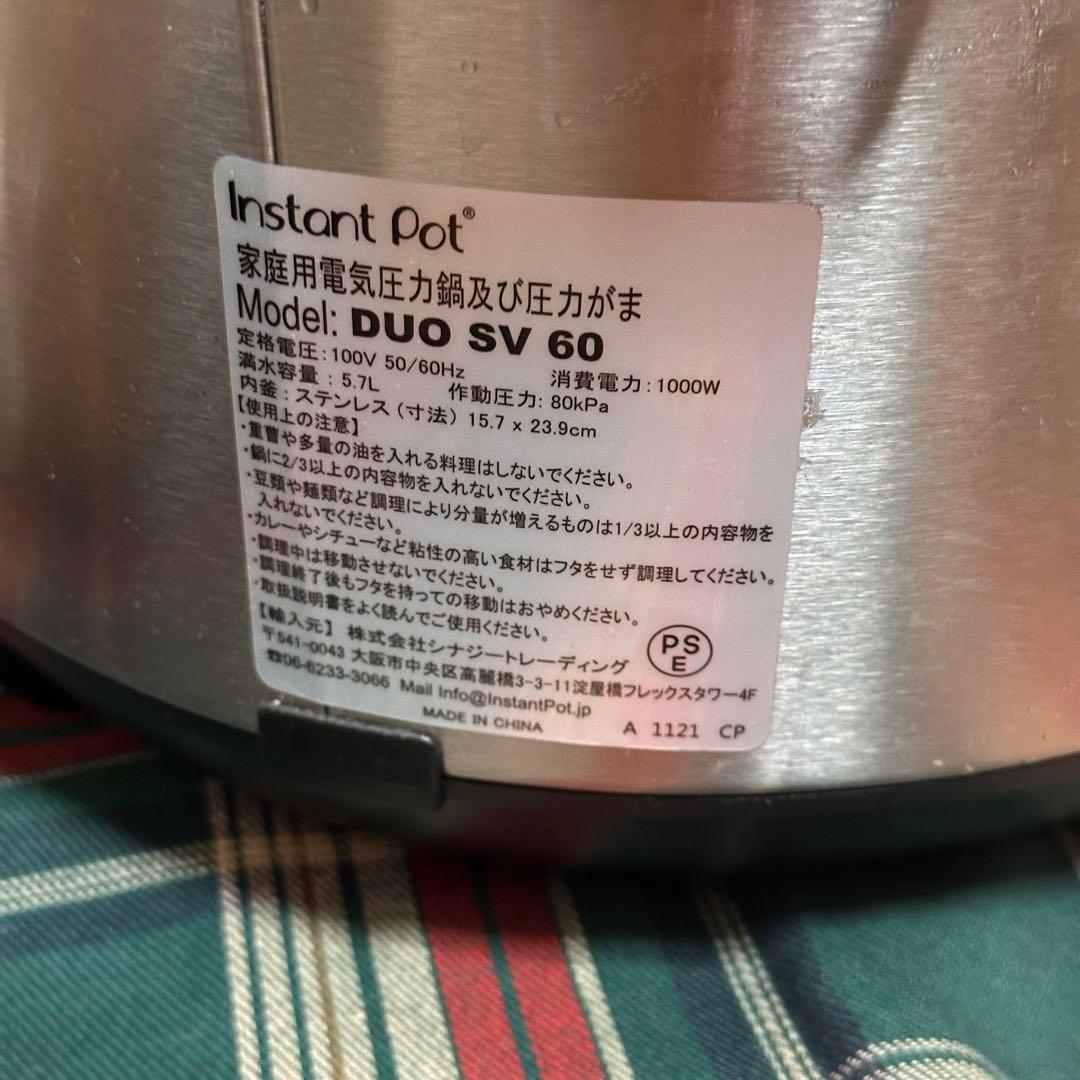 Instant Pot®
家庭用電気圧力鍋及び圧力がま
Model: DUO SV 60
定格電圧:100V 50/60Hz 消費電力:1000W
満水容量:5.7L 作動圧力:80kPa
内釜:ステンレス(寸法) 15.7 x 23.9cm
【使用上の注意】
・重曹や多量の油を入れる料理はしないでください。
・鍋に2/3以上の内容物を入れないでください。
・豆類や麺類など調理により分量が増えるものは1/3以上の内容物を
入れないでください。
・カレーやシチューなど粘性の高い食材はフタをせず調理してください。
・調理中は移動させないでください。
・調理終了後もフタを持っての移動はおやめください。
・取扱説明書をよく読んでご使用ください。
【輸入元】 株式会社シナジートレーディング
〒541-0043 大阪市中央区高麗橋3-3-11淀屋橋フレックスタワー4F
☎06-6233-3066 Mail Info@InstantPot.jp
PS
E
MADE IN CHINA A 1121 CP